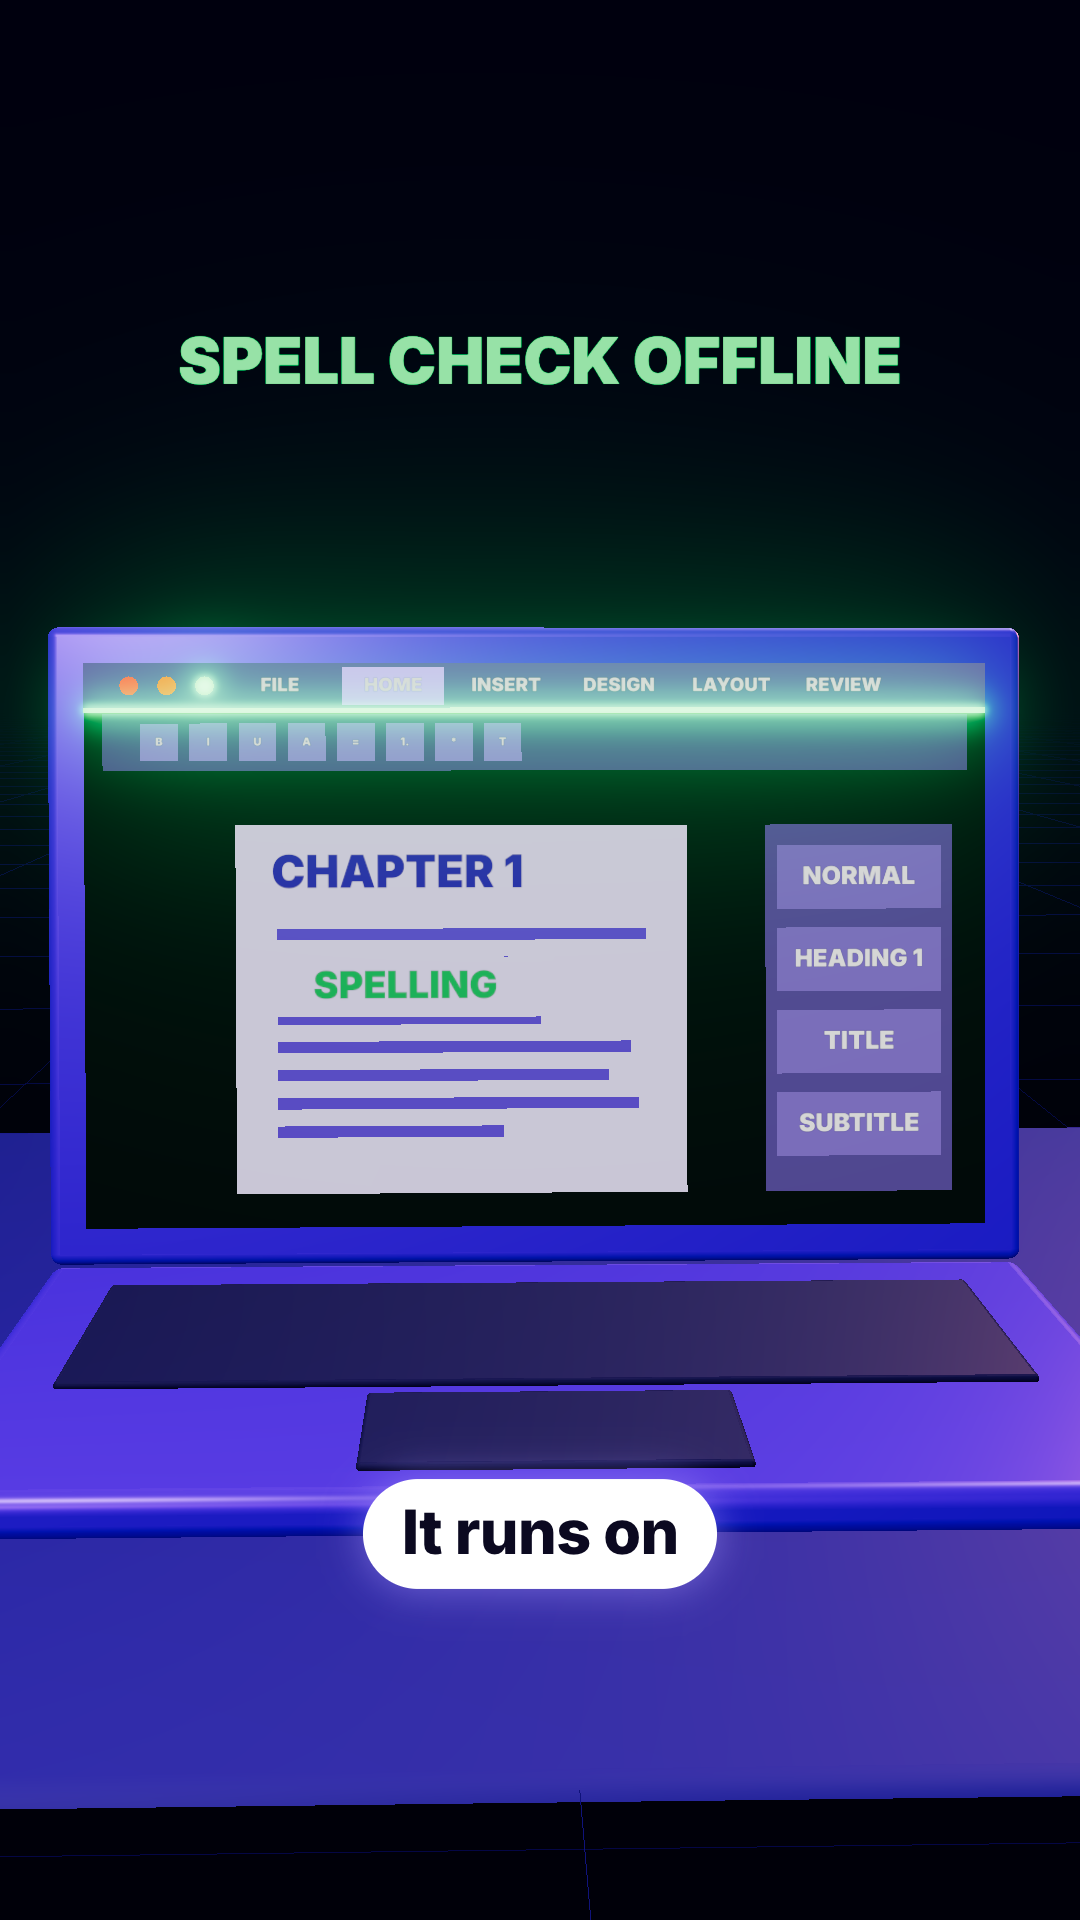 SPELL CHECK OFFLINE
FILE HOME INSERT DESIGN LAYOUT REVIEW
B I U A = 1. * T
CHAPTER 1
SPELLING
NORMAL
HEADING 1
TITLE
SUBTITLE
It runs on